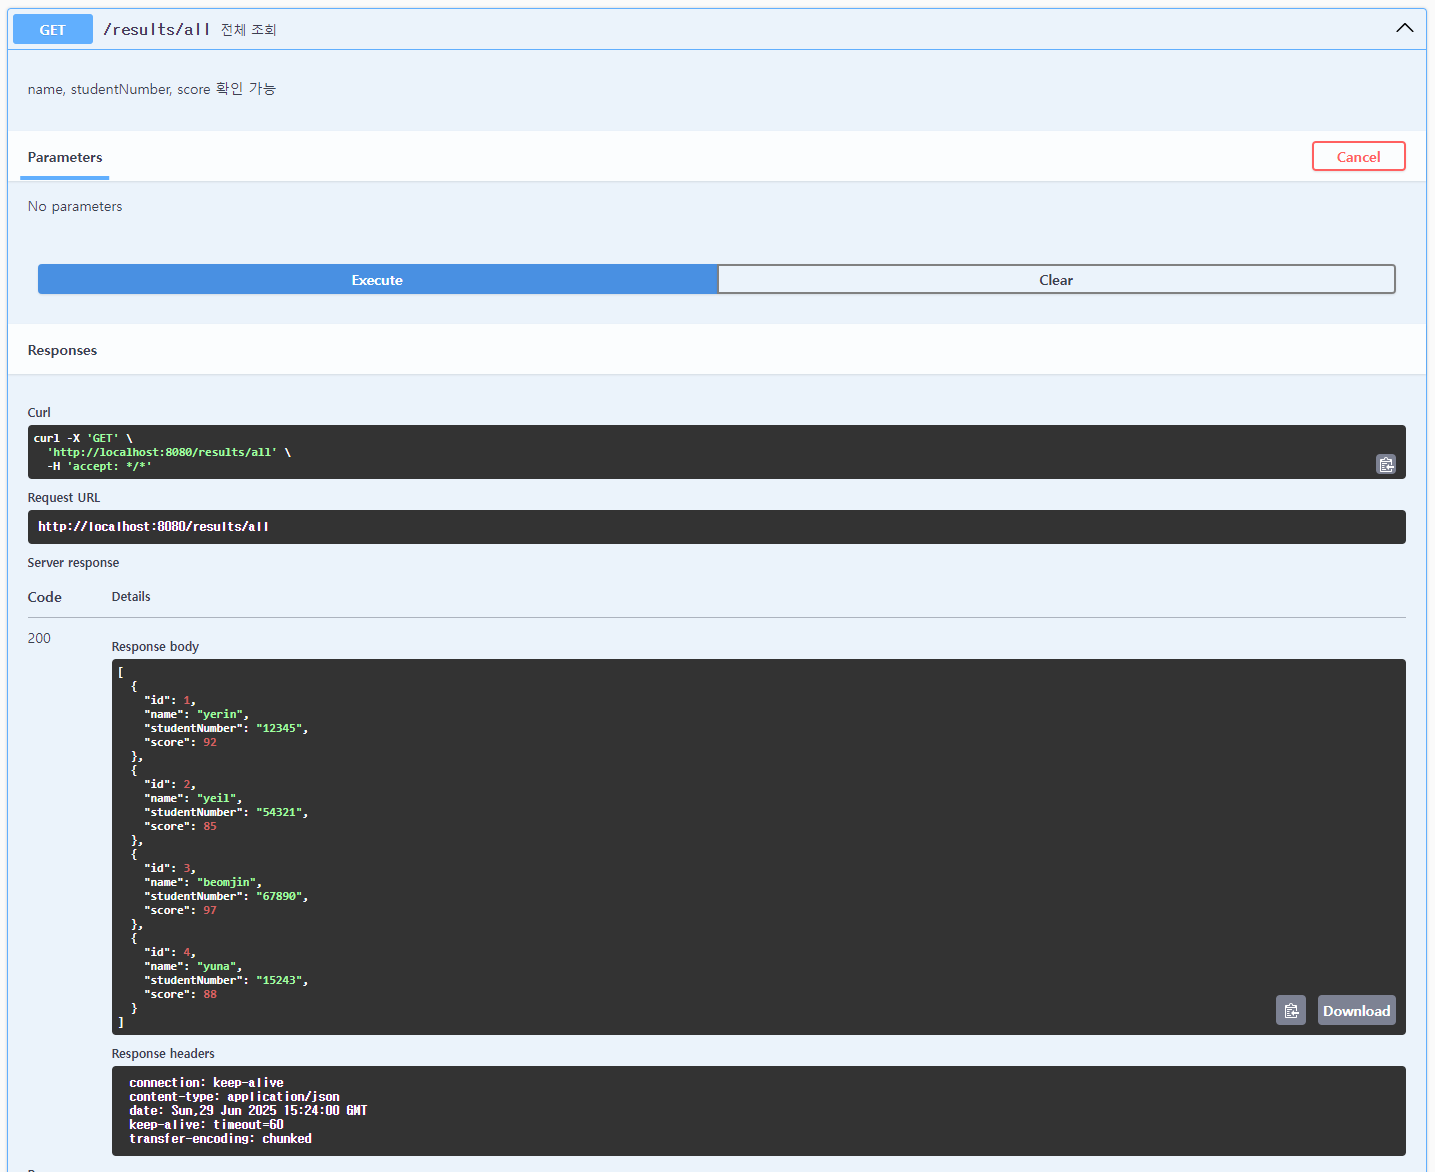 GET /results/all 전체 조회
name, studentNumber, score 확인 가능
Parameters
Cancel
No parameters
Execute
Clear
Responses
Curl
curl -X 'GET' \
  'http://localhost:8080/results/all' \
  -H 'accept: */*'
Request URL
http://localhost:8080/results/all
Server response
Code Details
200
Response body
[
  {
    "id": 1,
    "name": "yerin",
    "studentNumber": "12345",
    "score": 92
  },
  {
    "id": 2,
    "name": "yeil",
    "studentNumber": "54321",
    "score": 85
  },
  {
    "id": 3,
    "name": "beomjin",
    "studentNumber": "67890",
    "score": 97
  },
  {
    "id": 4,
    "name": "yuna",
    "studentNumber": "15243",
    "score": 88
  }
]
Download
Response headers
connection: keep-alive
content-type: application/json
date: Sun,29 Jun 2025 15:24:00 GMT
keep-alive: timeout=60
transfer-encoding: chunked